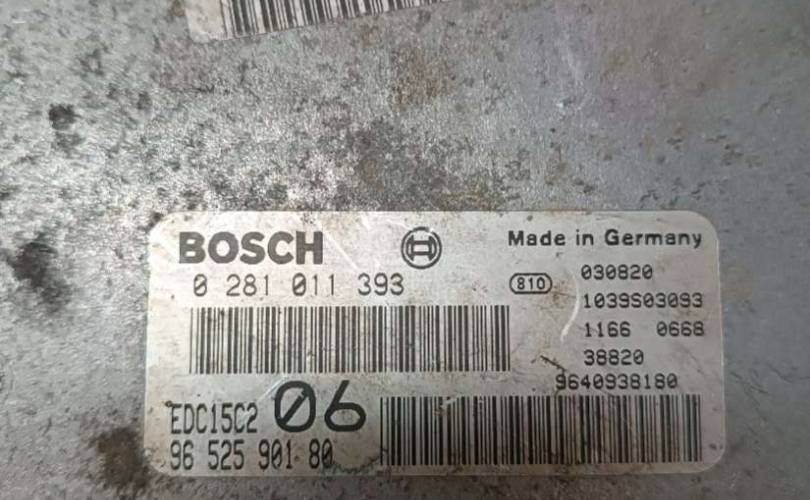 BOSCH
Made in Germany
0 281 011 393
810
030820
1039S03093
1166 0668
38820
9640938180
EDC15C2 06
96 525 901 80